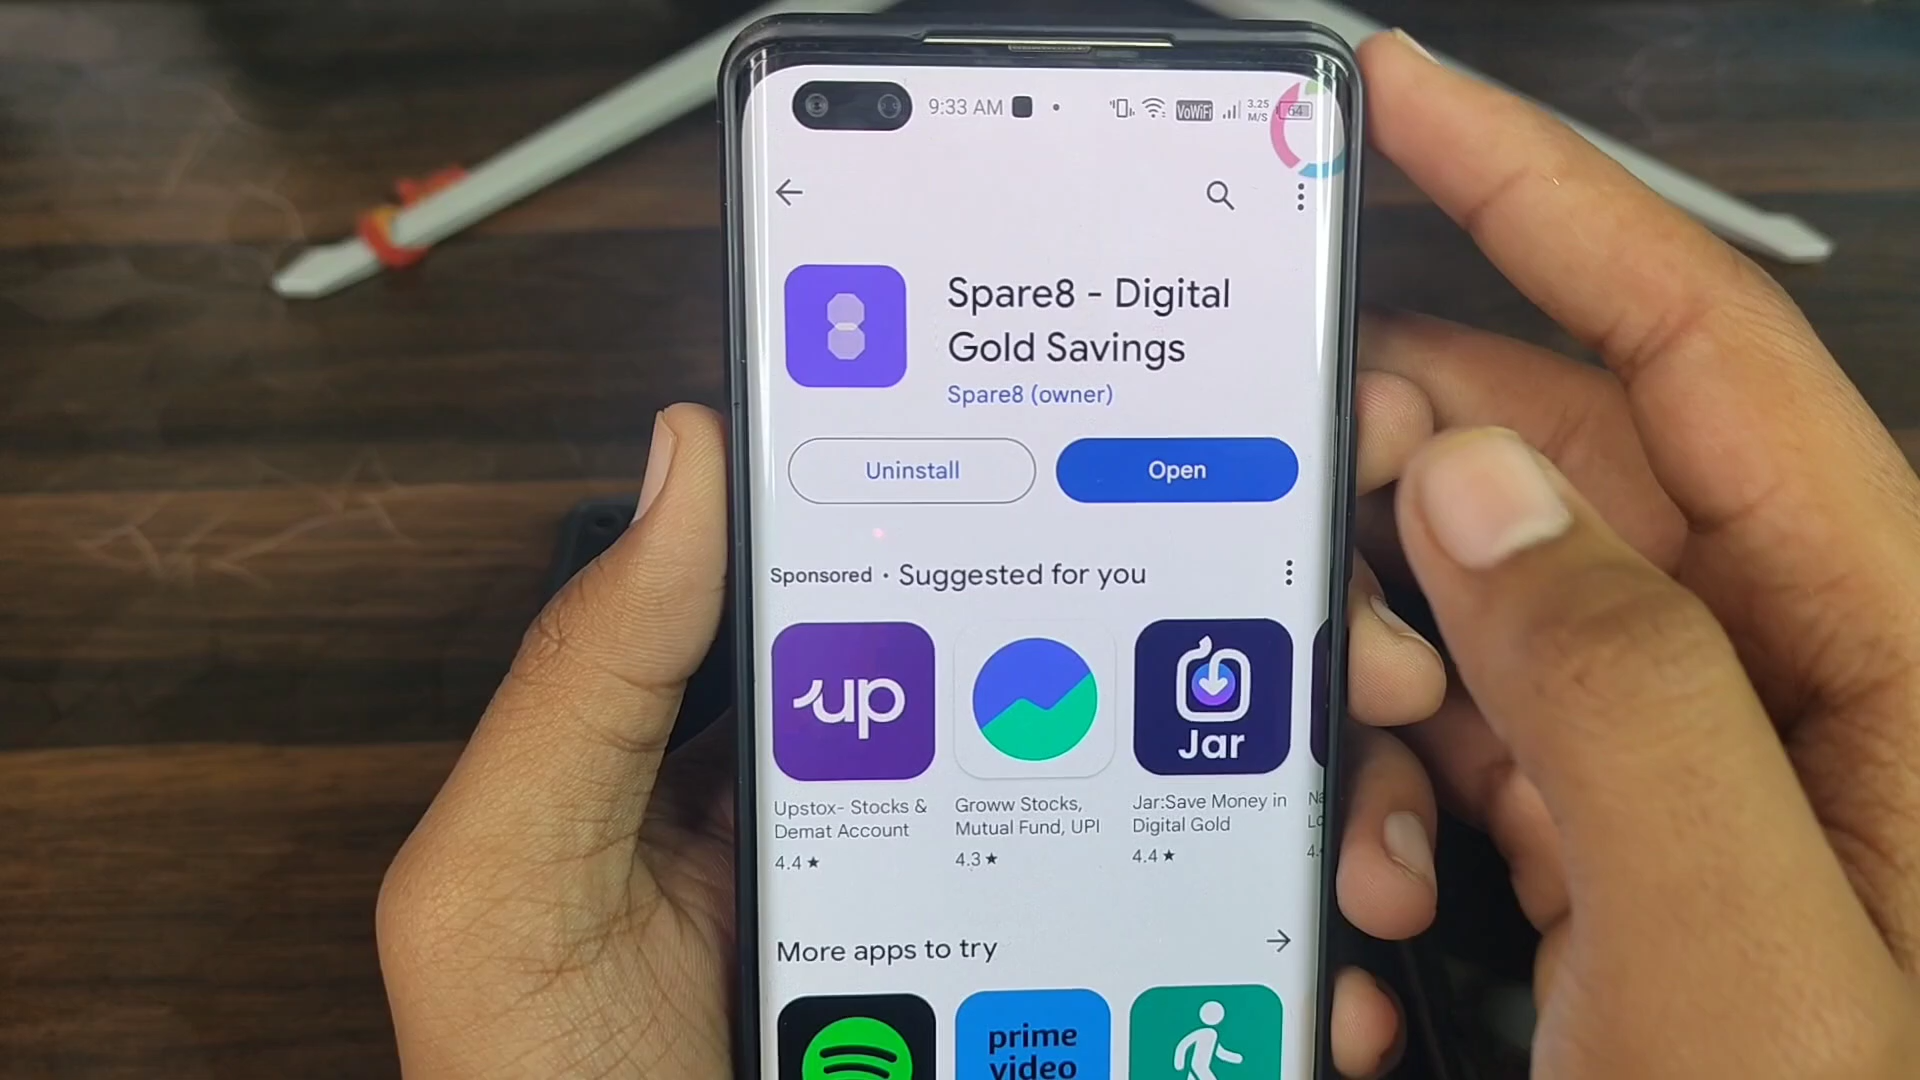 9:33 AM
VoWiFi
3.25
M/S
64
Spare8 - Digital
Gold Savings
Spare8 (owner)
Uninstall
Open
Sponsored • Suggested for you
up
Jar
Upstox- Stocks &
Demat Account
4.4 ★
Groww Stocks,
Mutual Fund, UPI
4.3 ★
Jar:Save Money in
Digital Gold
4.4 ★
More apps to try
prime
video